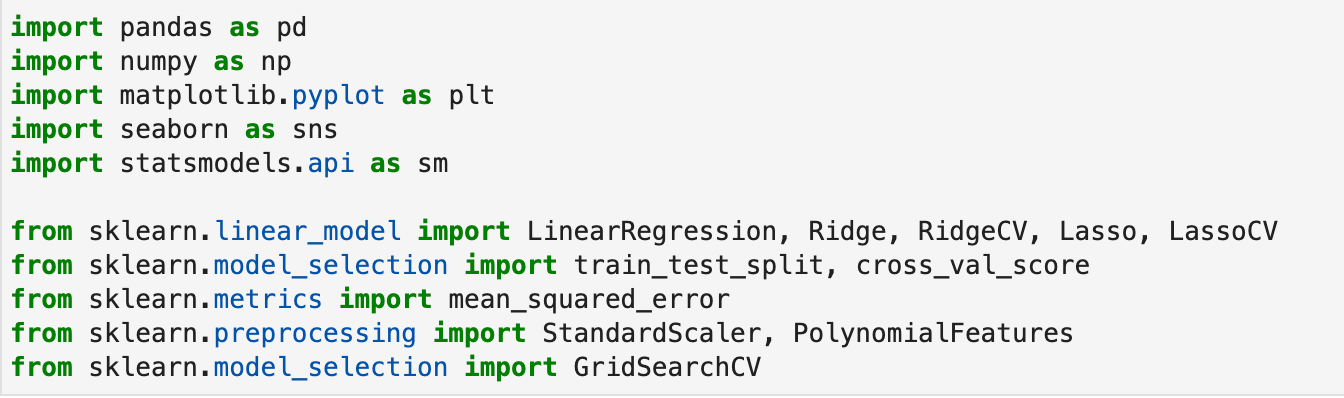 import pandas as pd
import numpy as np
import matplotlib.pyplot as plt
import seaborn as sns
import statsmodels.api as sm
from sklearn.linear_model import LinearRegression, Ridge, RidgeCV, Lasso, LassoCV
from sklearn.model_selection import train_test_split, cross_val_score
from sklearn.metrics import mean_squared_error
from sklearn.preprocessing import StandardScaler, PolynomialFeatures
from sklearn.model_selection import GridSearchCV